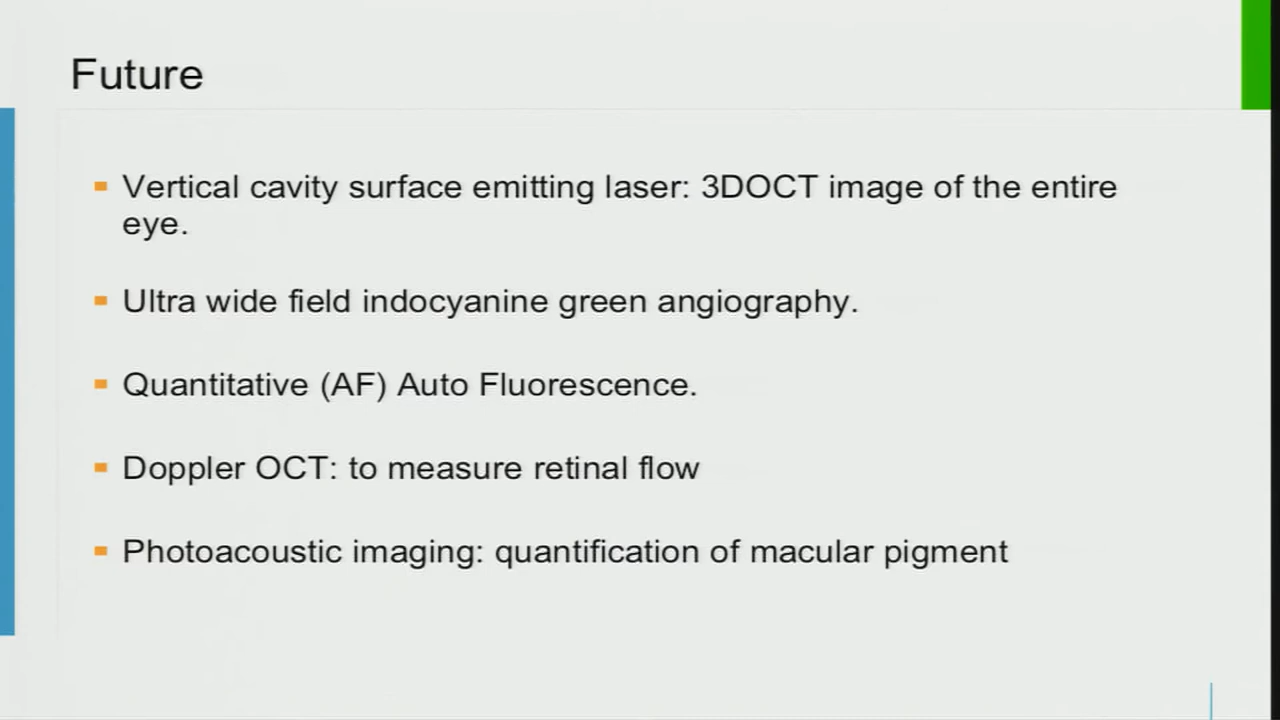 Future
Vertical cavity surface emitting laser: 3DOCT image of the entire
eye.
Ultra wide field indocyanine green angiography.
Quantitative (AF) Auto Fluorescence.
Doppler OCT: to measure retinal flow
Photoacoustic imaging: quantification of macular pigment